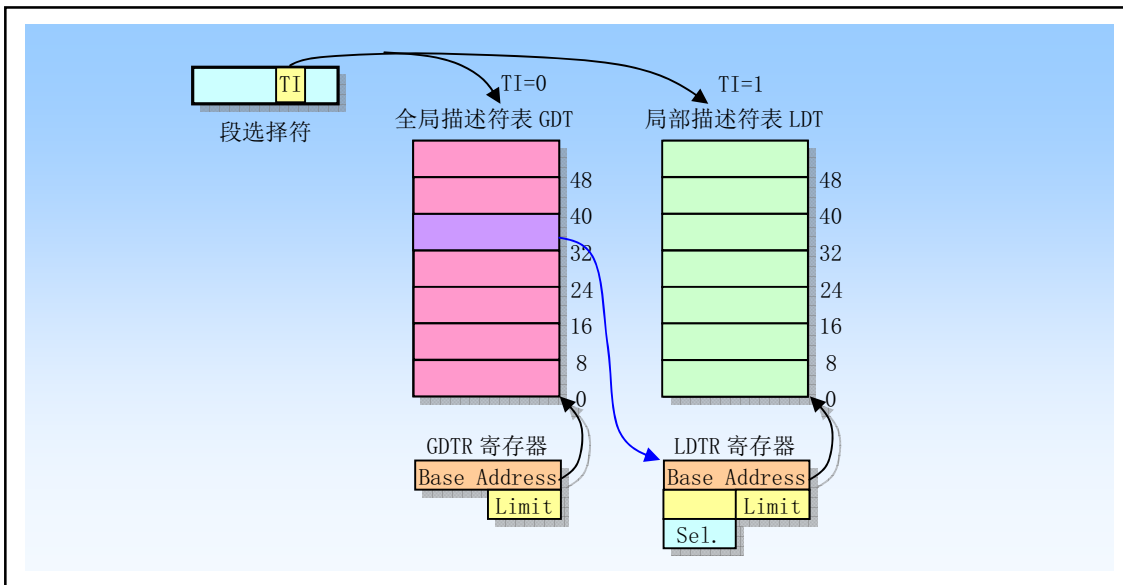 TI
TI=0
TI=1
段选择符
全局描述符表 GDT
局部描述符表 LDT
48
40
32
24
16
8
0
48
40
32
24
16
8
0
GDTR 寄存器
LDTR 寄存器
Base Address
Limit
Base Address
Limit
Sel.